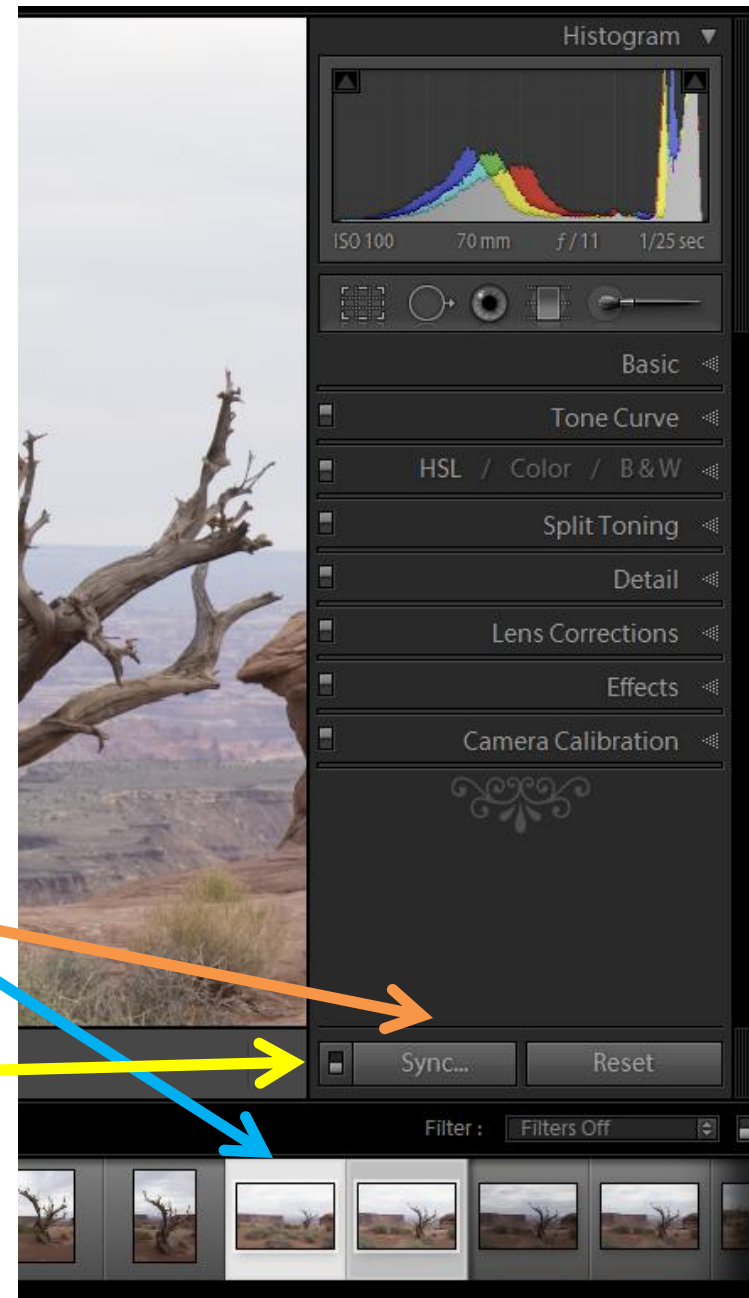 Histogram
ISO 100 70 mm ƒ / 11 1/25 sec
Basic
Tone Curve
HSL / Color / B & W
Split Toning
Detail
Lens Corrections
Effects
Camera Calibration
Sync... Reset
Filter : Filters Off